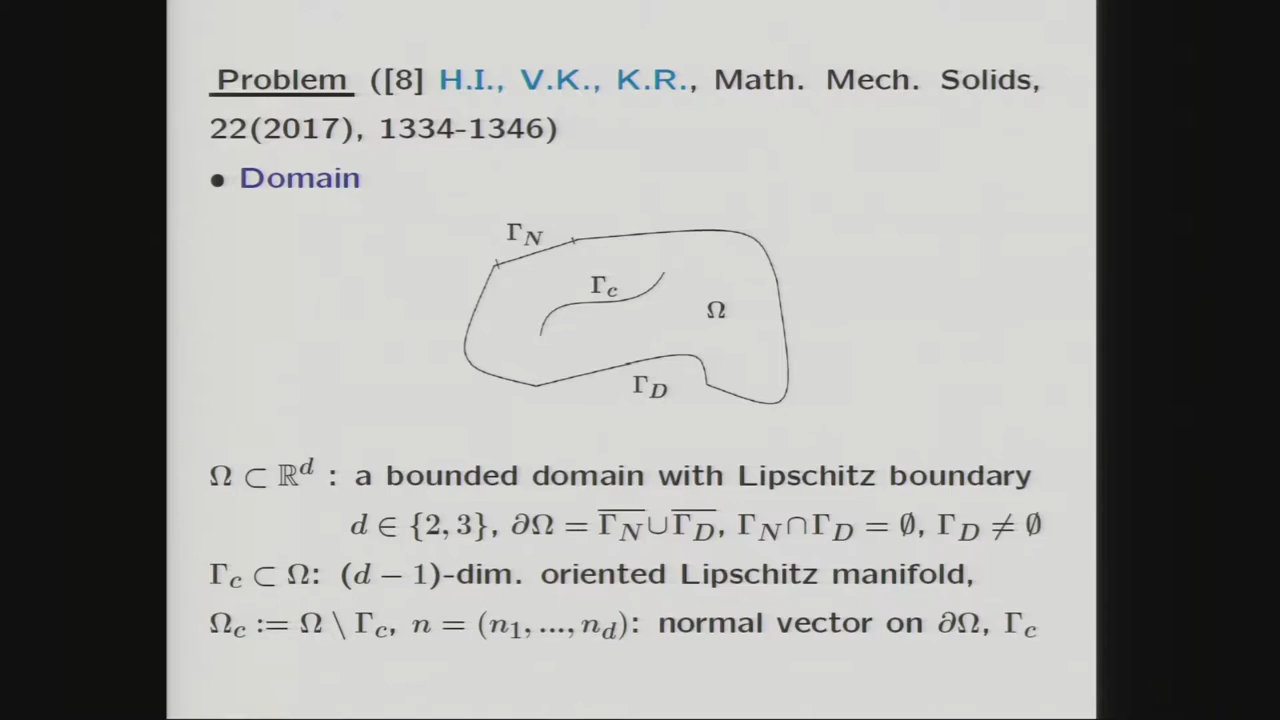 Problem ([8] H.I., V.K., K.R., Math. Mech. Solids,
22(2017), 1334-1346)
• Domain
Γ_N
Γ_c
Ω
Γ_D
Ω ⊂ ℝ^d : a bounded domain with Lipschitz boundary
d ∈ {2, 3}, ∂Ω = \overline{Γ_N} ∪ \overline{Γ_D}, Γ_N ∩ Γ_D = ∅, Γ_D ≠ ∅
Γ_c ⊂ Ω: (d − 1)-dim. oriented Lipschitz manifold,
Ω_c := Ω \ Γ_c, n = (n_1, ..., n_d): normal vector on ∂Ω, Γ_c